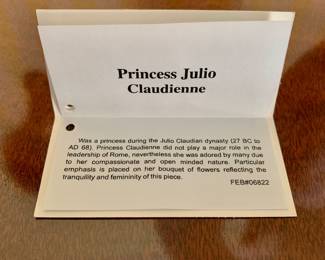 Princess Julio
Claudienne
Was a princess during the Julio Claudian dynasty (27 BC to
AD 68). Princess Claudienne did not play a major role in the
leadership of Rome, nevertheless she was adored by many due
to her compassionate and open minded nature. Particular
emphasis is placed on her bouquet of flowers reflecting the
tranquility and femininity of this piece.
FEB#06822